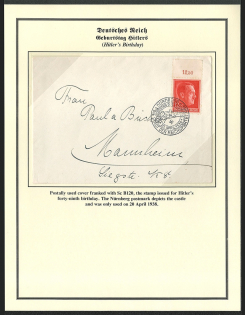 Deutsches Reich
Geburtstag Hitlers
(Hitler's Birthday)
Frau
Paula
Mannheim
Postally used cover franked with Sc B120, the stamp issued for Hitler's
forty-ninth birthday. The Nürnberg postmark depicts the castle
and was only used on 20 April 1938.